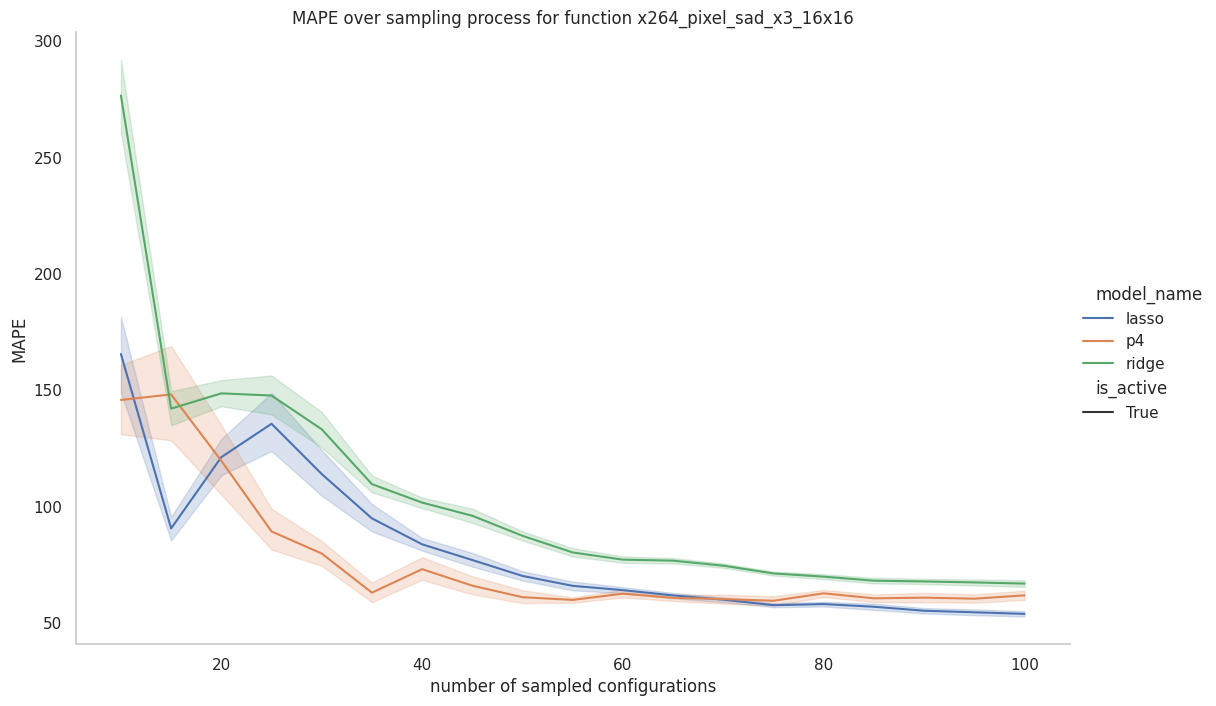 MAPE over sampling process for function x264_pixel_sad_x3_16x16
300
250
200
150
100
50
MAPE
20
40
60
80
100
number of sampled configurations
model_name
lasso
p4
ridge
is_active
True